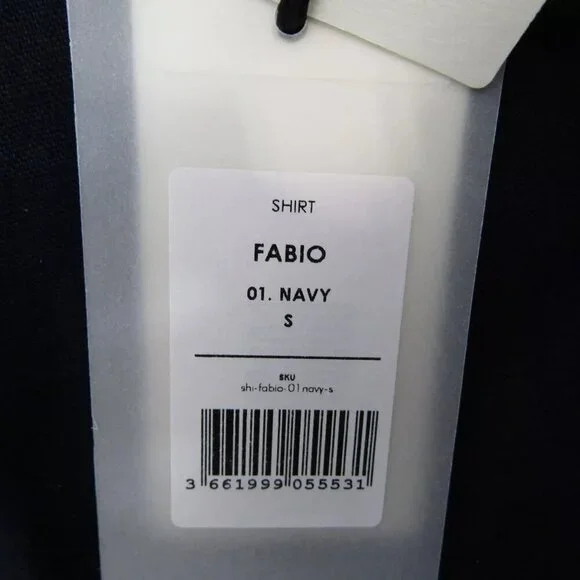 SHIRT
FABIO
01. NAVY
S
SKU
shi-fabio-01navy-s
3 661999 055531